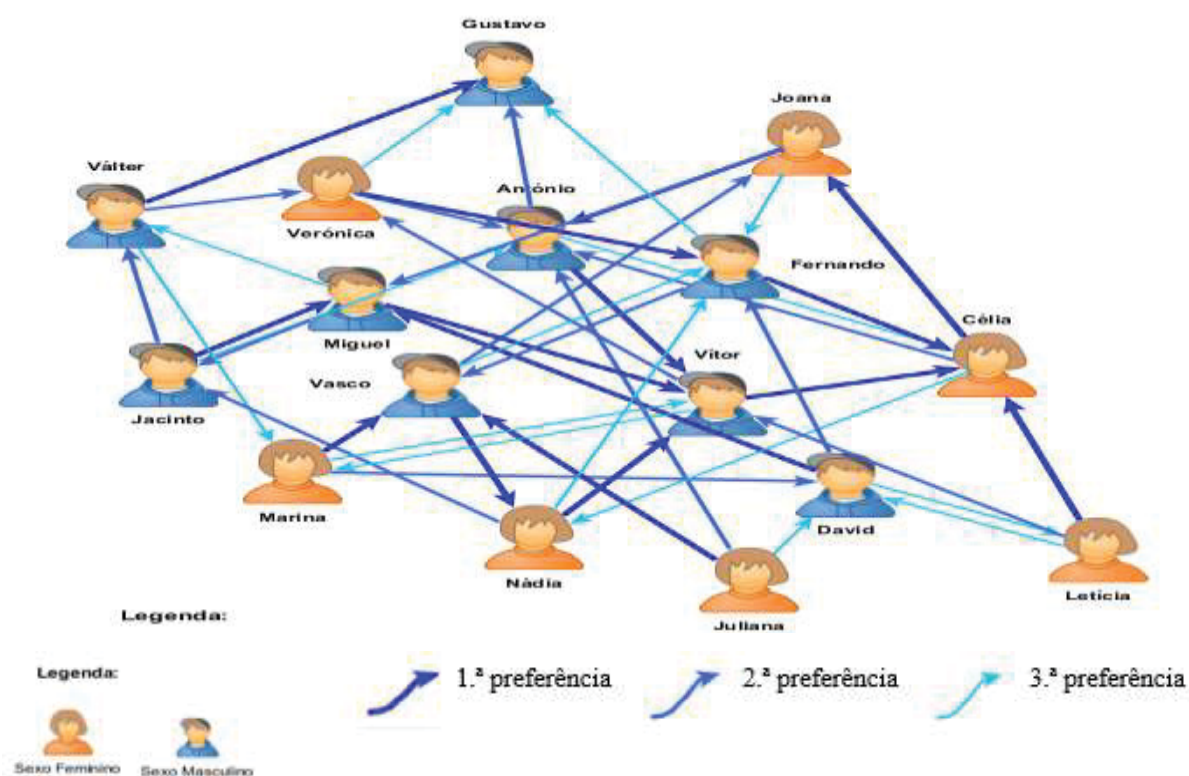 Gustavo
Joana
Válter
António
Verónica
Fernando
Célia
Miguel
Vítor
Vasco
Jacinto
Marina
David
Nádia
Letícia
Juliana
Legenda:
Legenda:
1.ª preferência
2.ª preferência
3.ª preferência
Sexo Feminino
Sexo Masculino